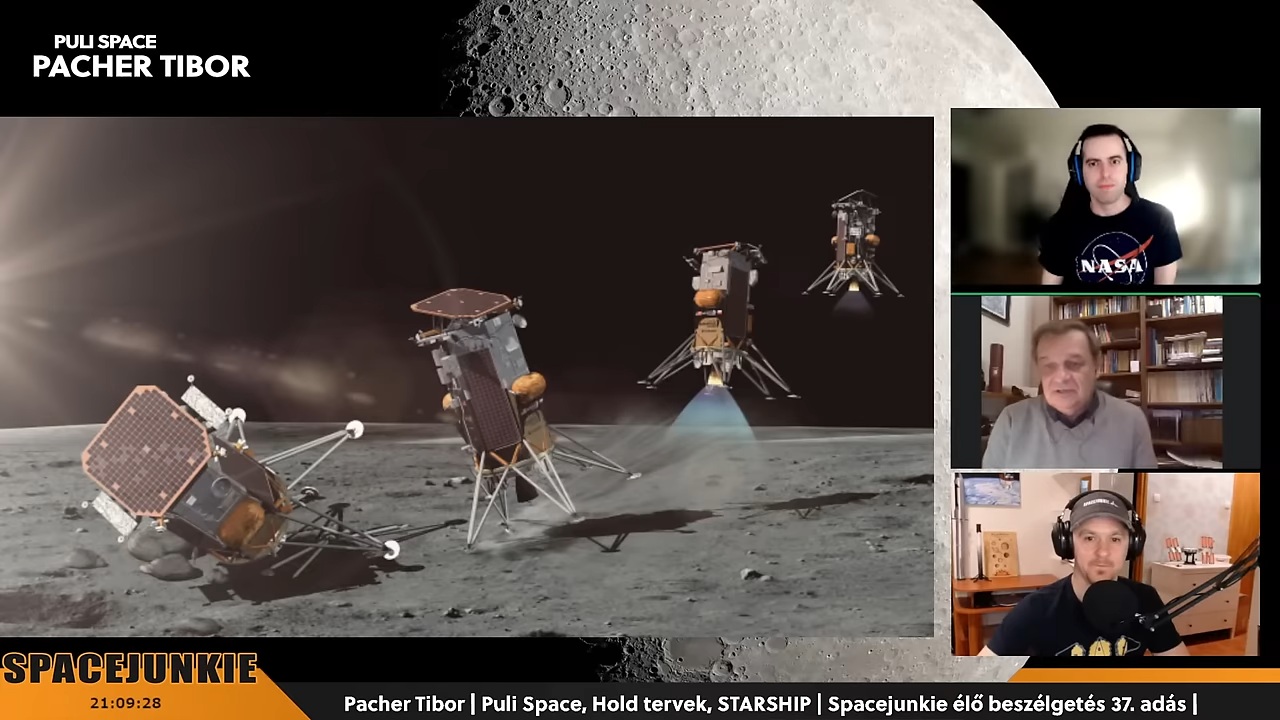 PULI SPACE
PACHER TIBOR
NASA
SPACEJUNKIE
21:09:28
Pacher Tibor | Puli Space, Hold tervek, STARSHIP | Spacejunkie élő beszélgetés 37. adás |